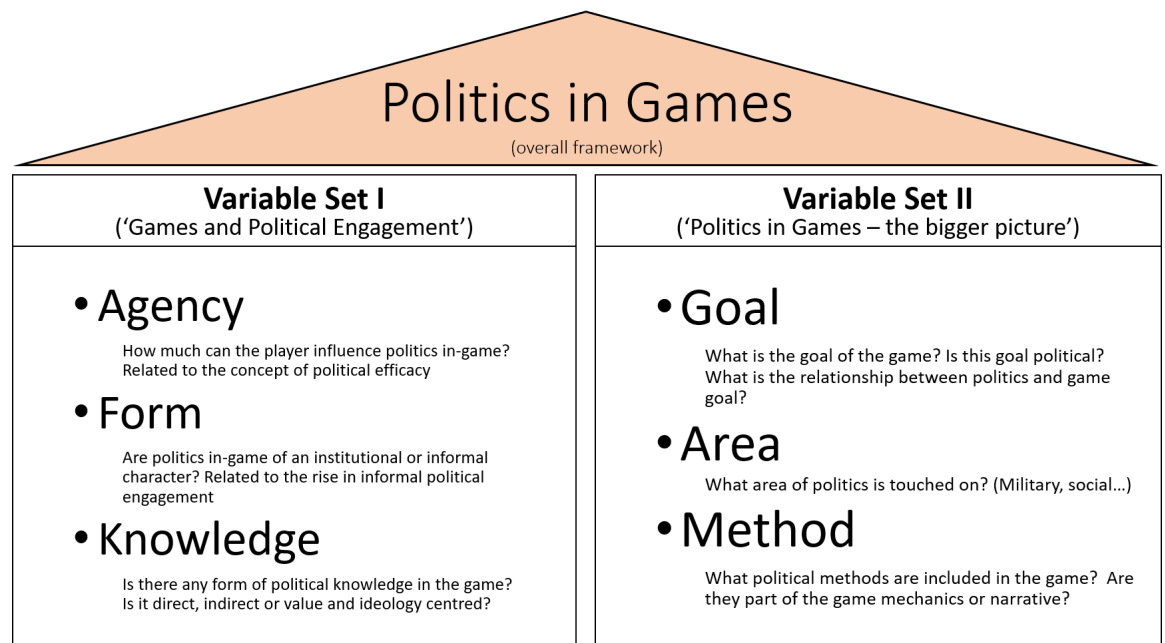 Politics in Games
(overall framework)
Variable Set I
(‘Games and Political Engagement’)
• Agency
How much can the player influence politics in-game?
Related to the concept of political efficacy
• Form
Are politics in-game of an institutional or informal
character? Related to the rise in informal political
engagement
• Knowledge
Is there any form of political knowledge in the game?
Is it direct, indirect or value and ideology centred?
Variable Set II
(‘Politics in Games – the bigger picture’)
• Goal
What is the goal of the game? Is this goal political?
What is the relationship between politics and game
goal?
• Area
What area of politics is touched on? (Military, social...)
• Method
What political methods are included in the game?  Are
they part of the game mechanics or narrative?